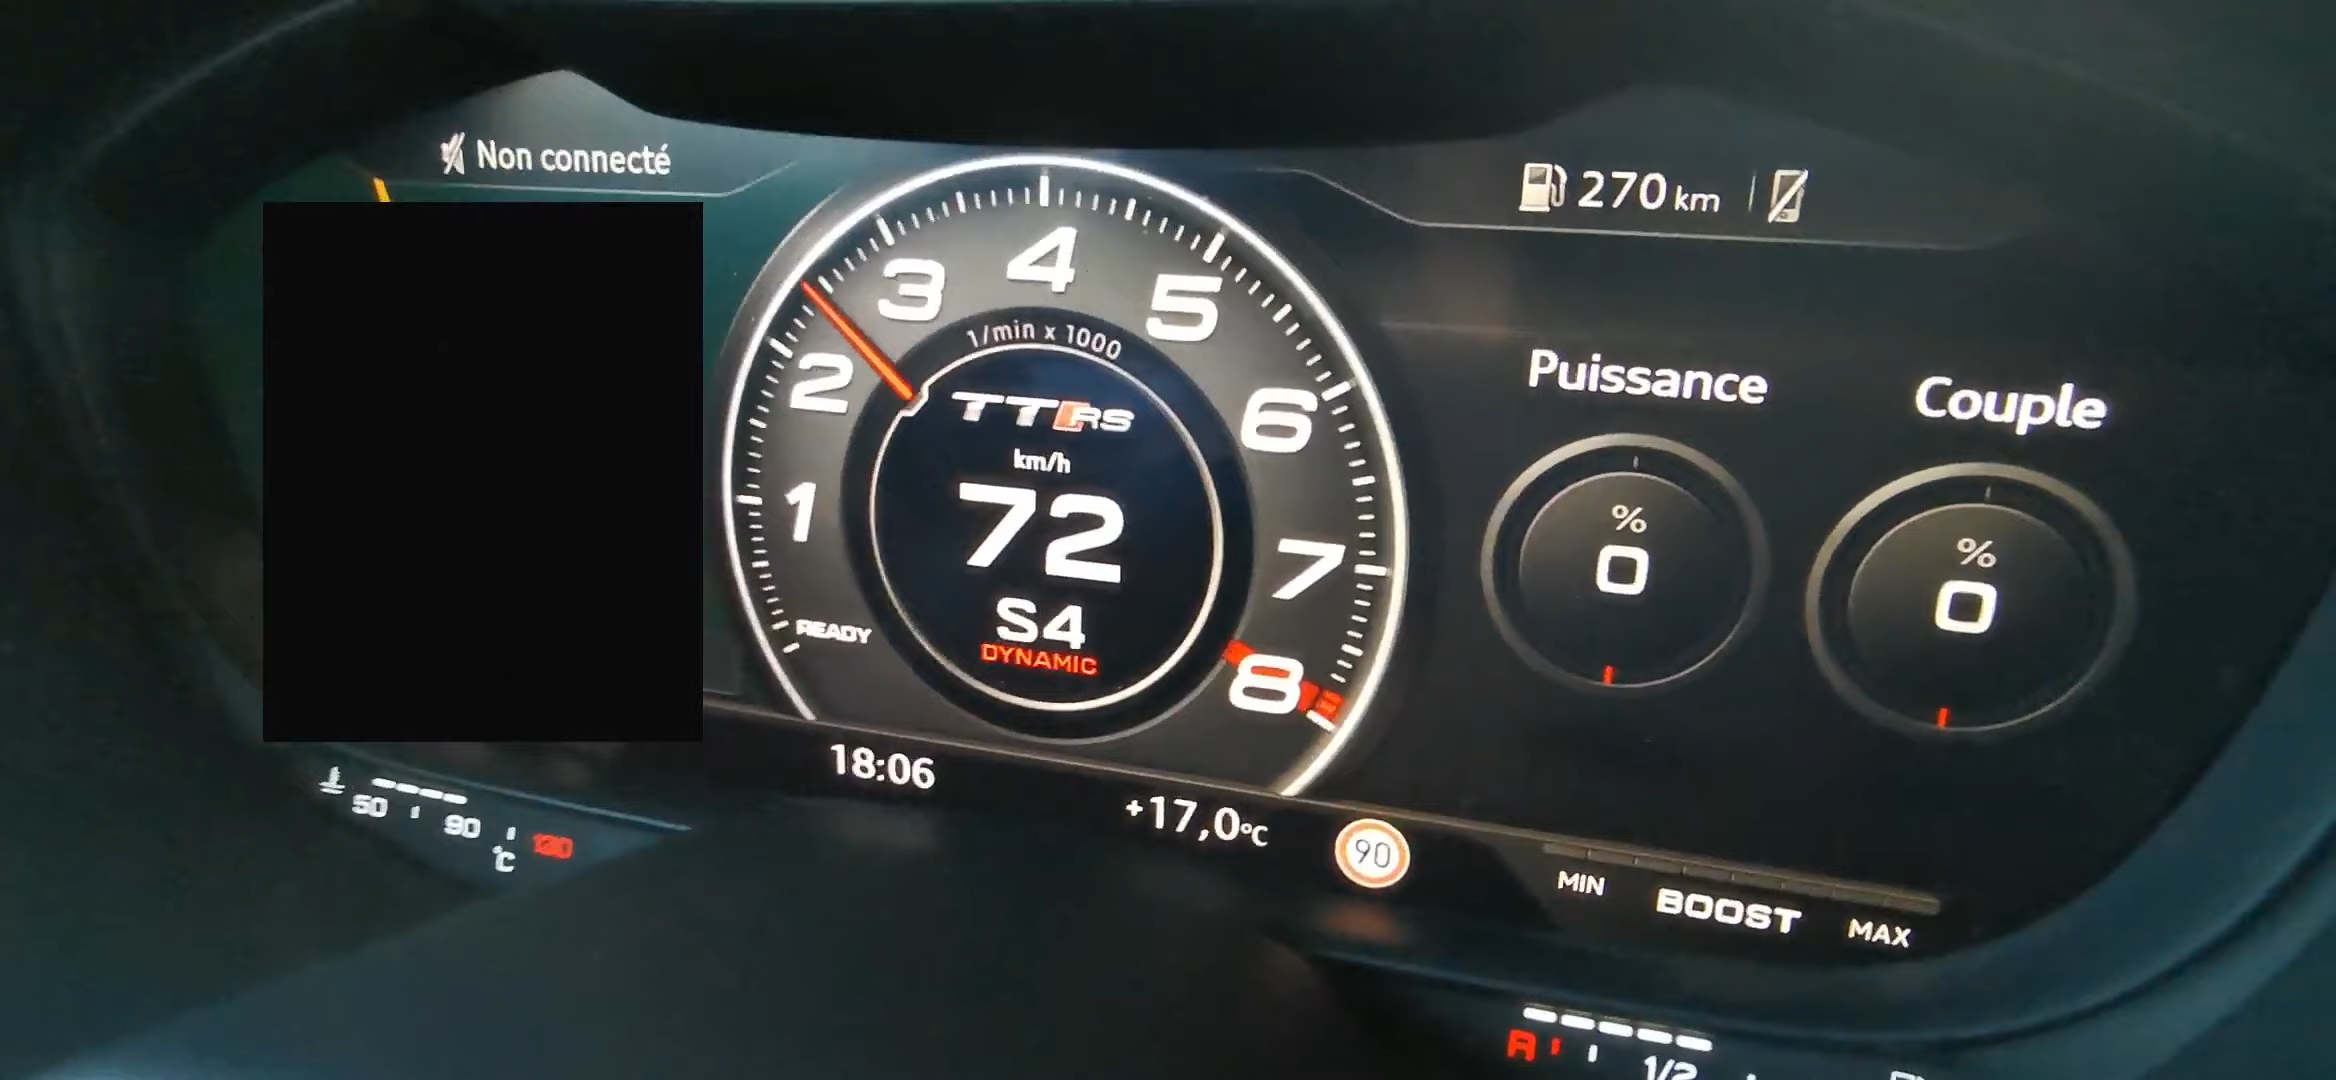 Non connecté
270 km
1
2
3
4
5
6
7
8
1/min x 1000
TTRS
km/h
72
S4
DYNAMIC
READY
Puissance
% 0
Couple
% 0
18:06
+17,0°C
90
50 90 130
°C
MIN BOOST MAX
R 1/2